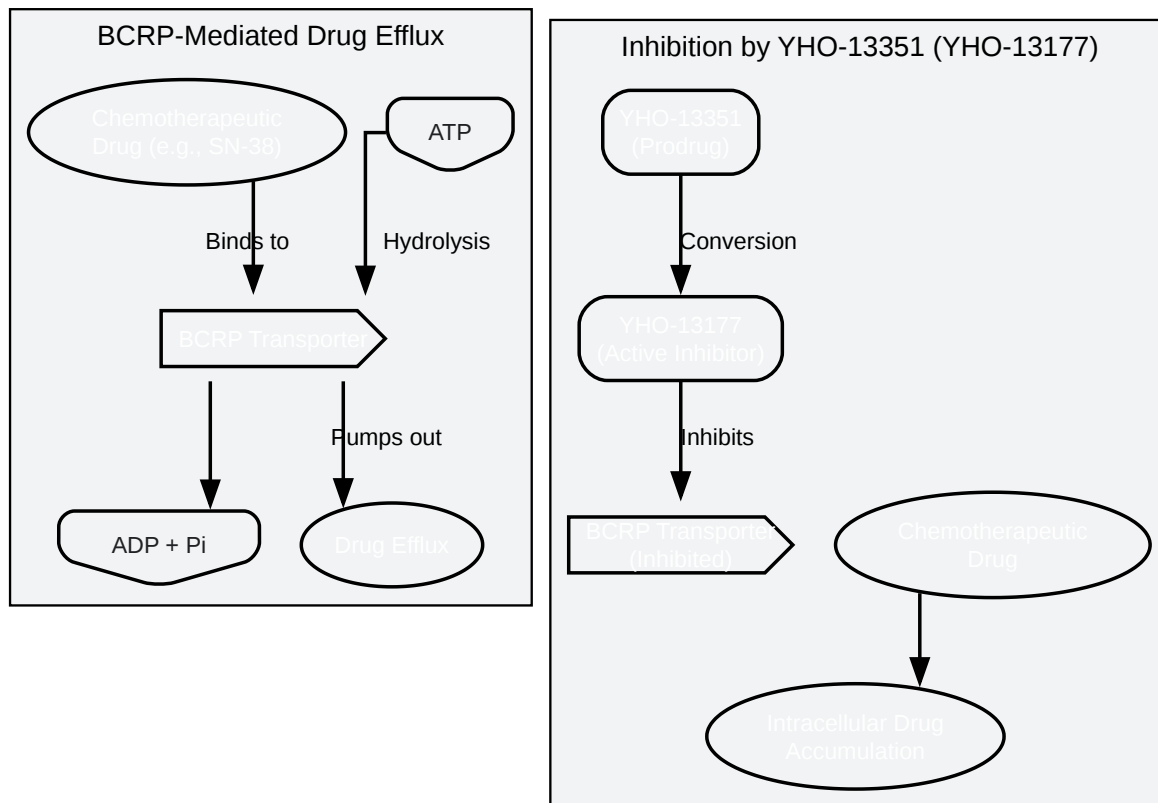 BCRP-Mediated Drug Efflux
Chemotherapeutic
Drug (e.g., SN-38)
ATP
Binds to
Hydrolysis
BCRP Transporter
Pumps out
ADP + Pi
Drug Efflux
Inhibition by YHO-13351 (YHO-13177)
YHO-13351
(Prodrug)
Conversion
YHO-13177
(Active Inhibitor)
Inhibits
BCRP Transporter
(Inhibited)
Chemotherapeutic
Drug
Intracellular Drug
Accumulation